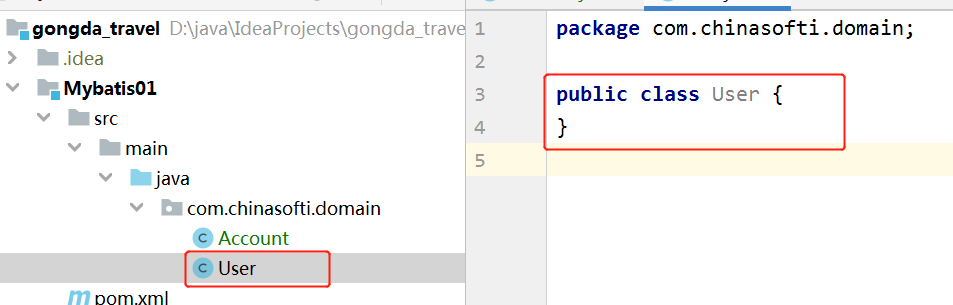 gongda_travel D:\java\IdeaProjects\gongda_trave
.idea
Mybatis01
src
main
java
com.chinasofti.domain
Account
User
pom.xml
1 package com.chinasofti.domain;
2
3 public class User {
4 }
5